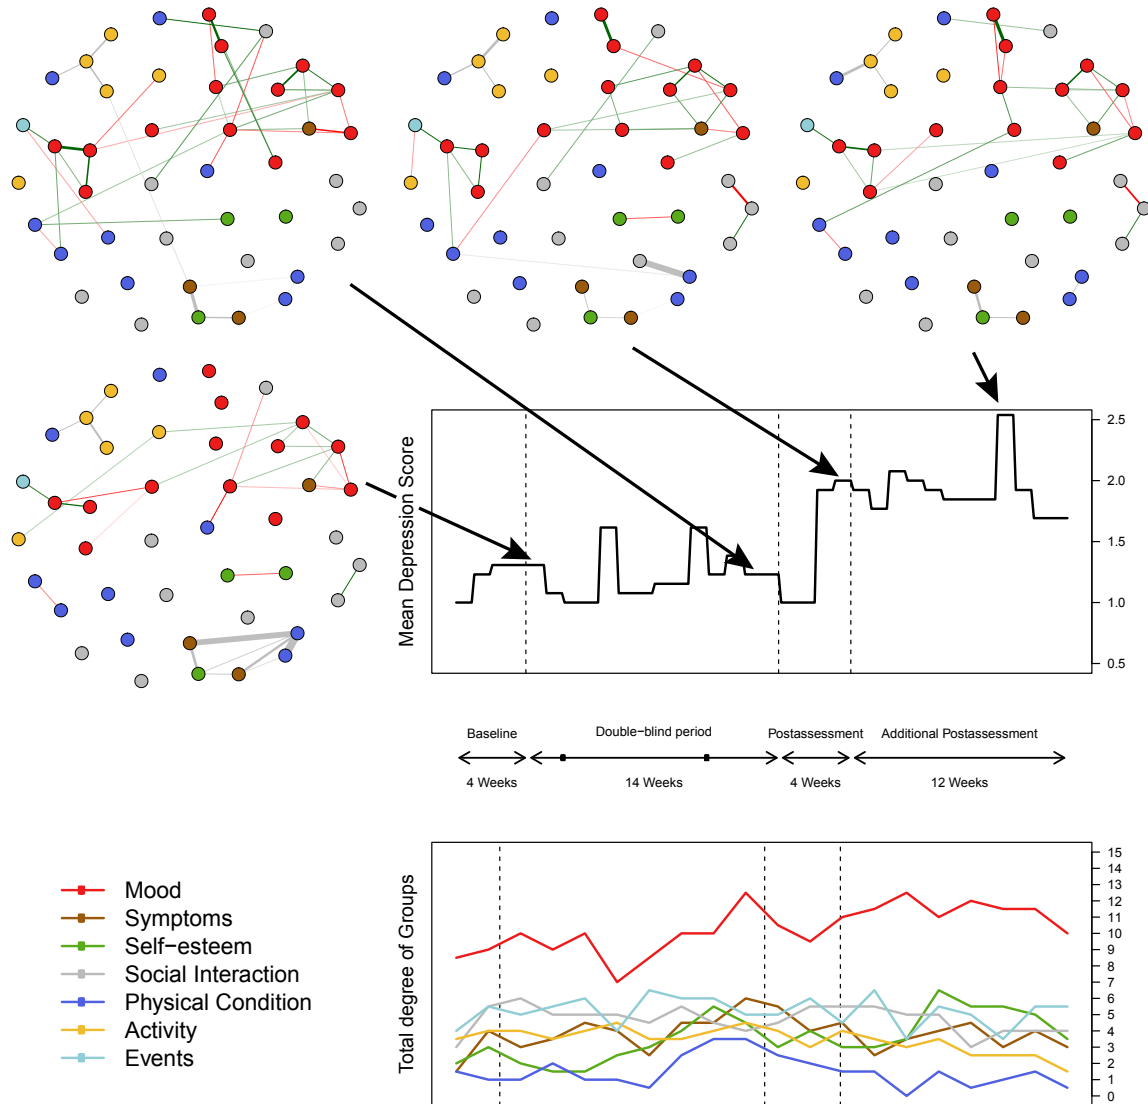 Mean Depression Score
2.5
2.0
1.5
1.0
0.5
Baseline
Double−blind period
Postassessment
Additional Postassessment
4 Weeks
14 Weeks
4 Weeks
12 Weeks
Mood
Symptoms
Self−esteem
Social Interaction
Physical Condition
Activity
Events
Total degree of Groups
15
14
13
12
11
10
9
8
7
6
5
4
3
2
1
0